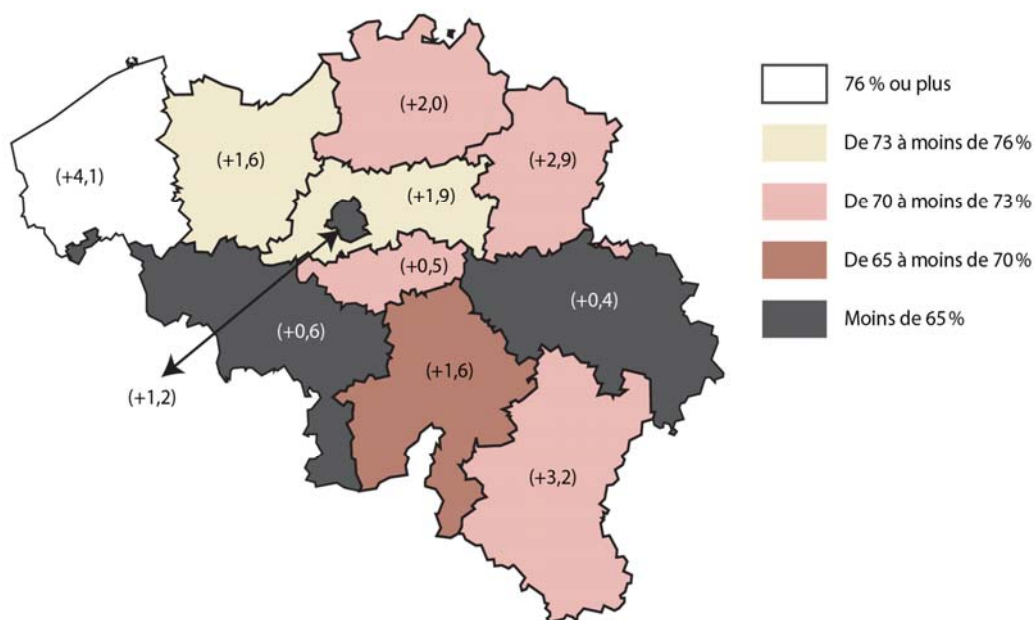 (+2,0)
76 % ou plus
(+1,6)
De 73 à moins de 76 %
(+4,1)
(+2,9)
(+1,9)
De 70 à moins de 73 %
(+0,5)
De 65 à moins de 70 %
(+0,4)
(+0,6)
Moins de 65 %
(+1,6)
(+1,2)
(+3,2)